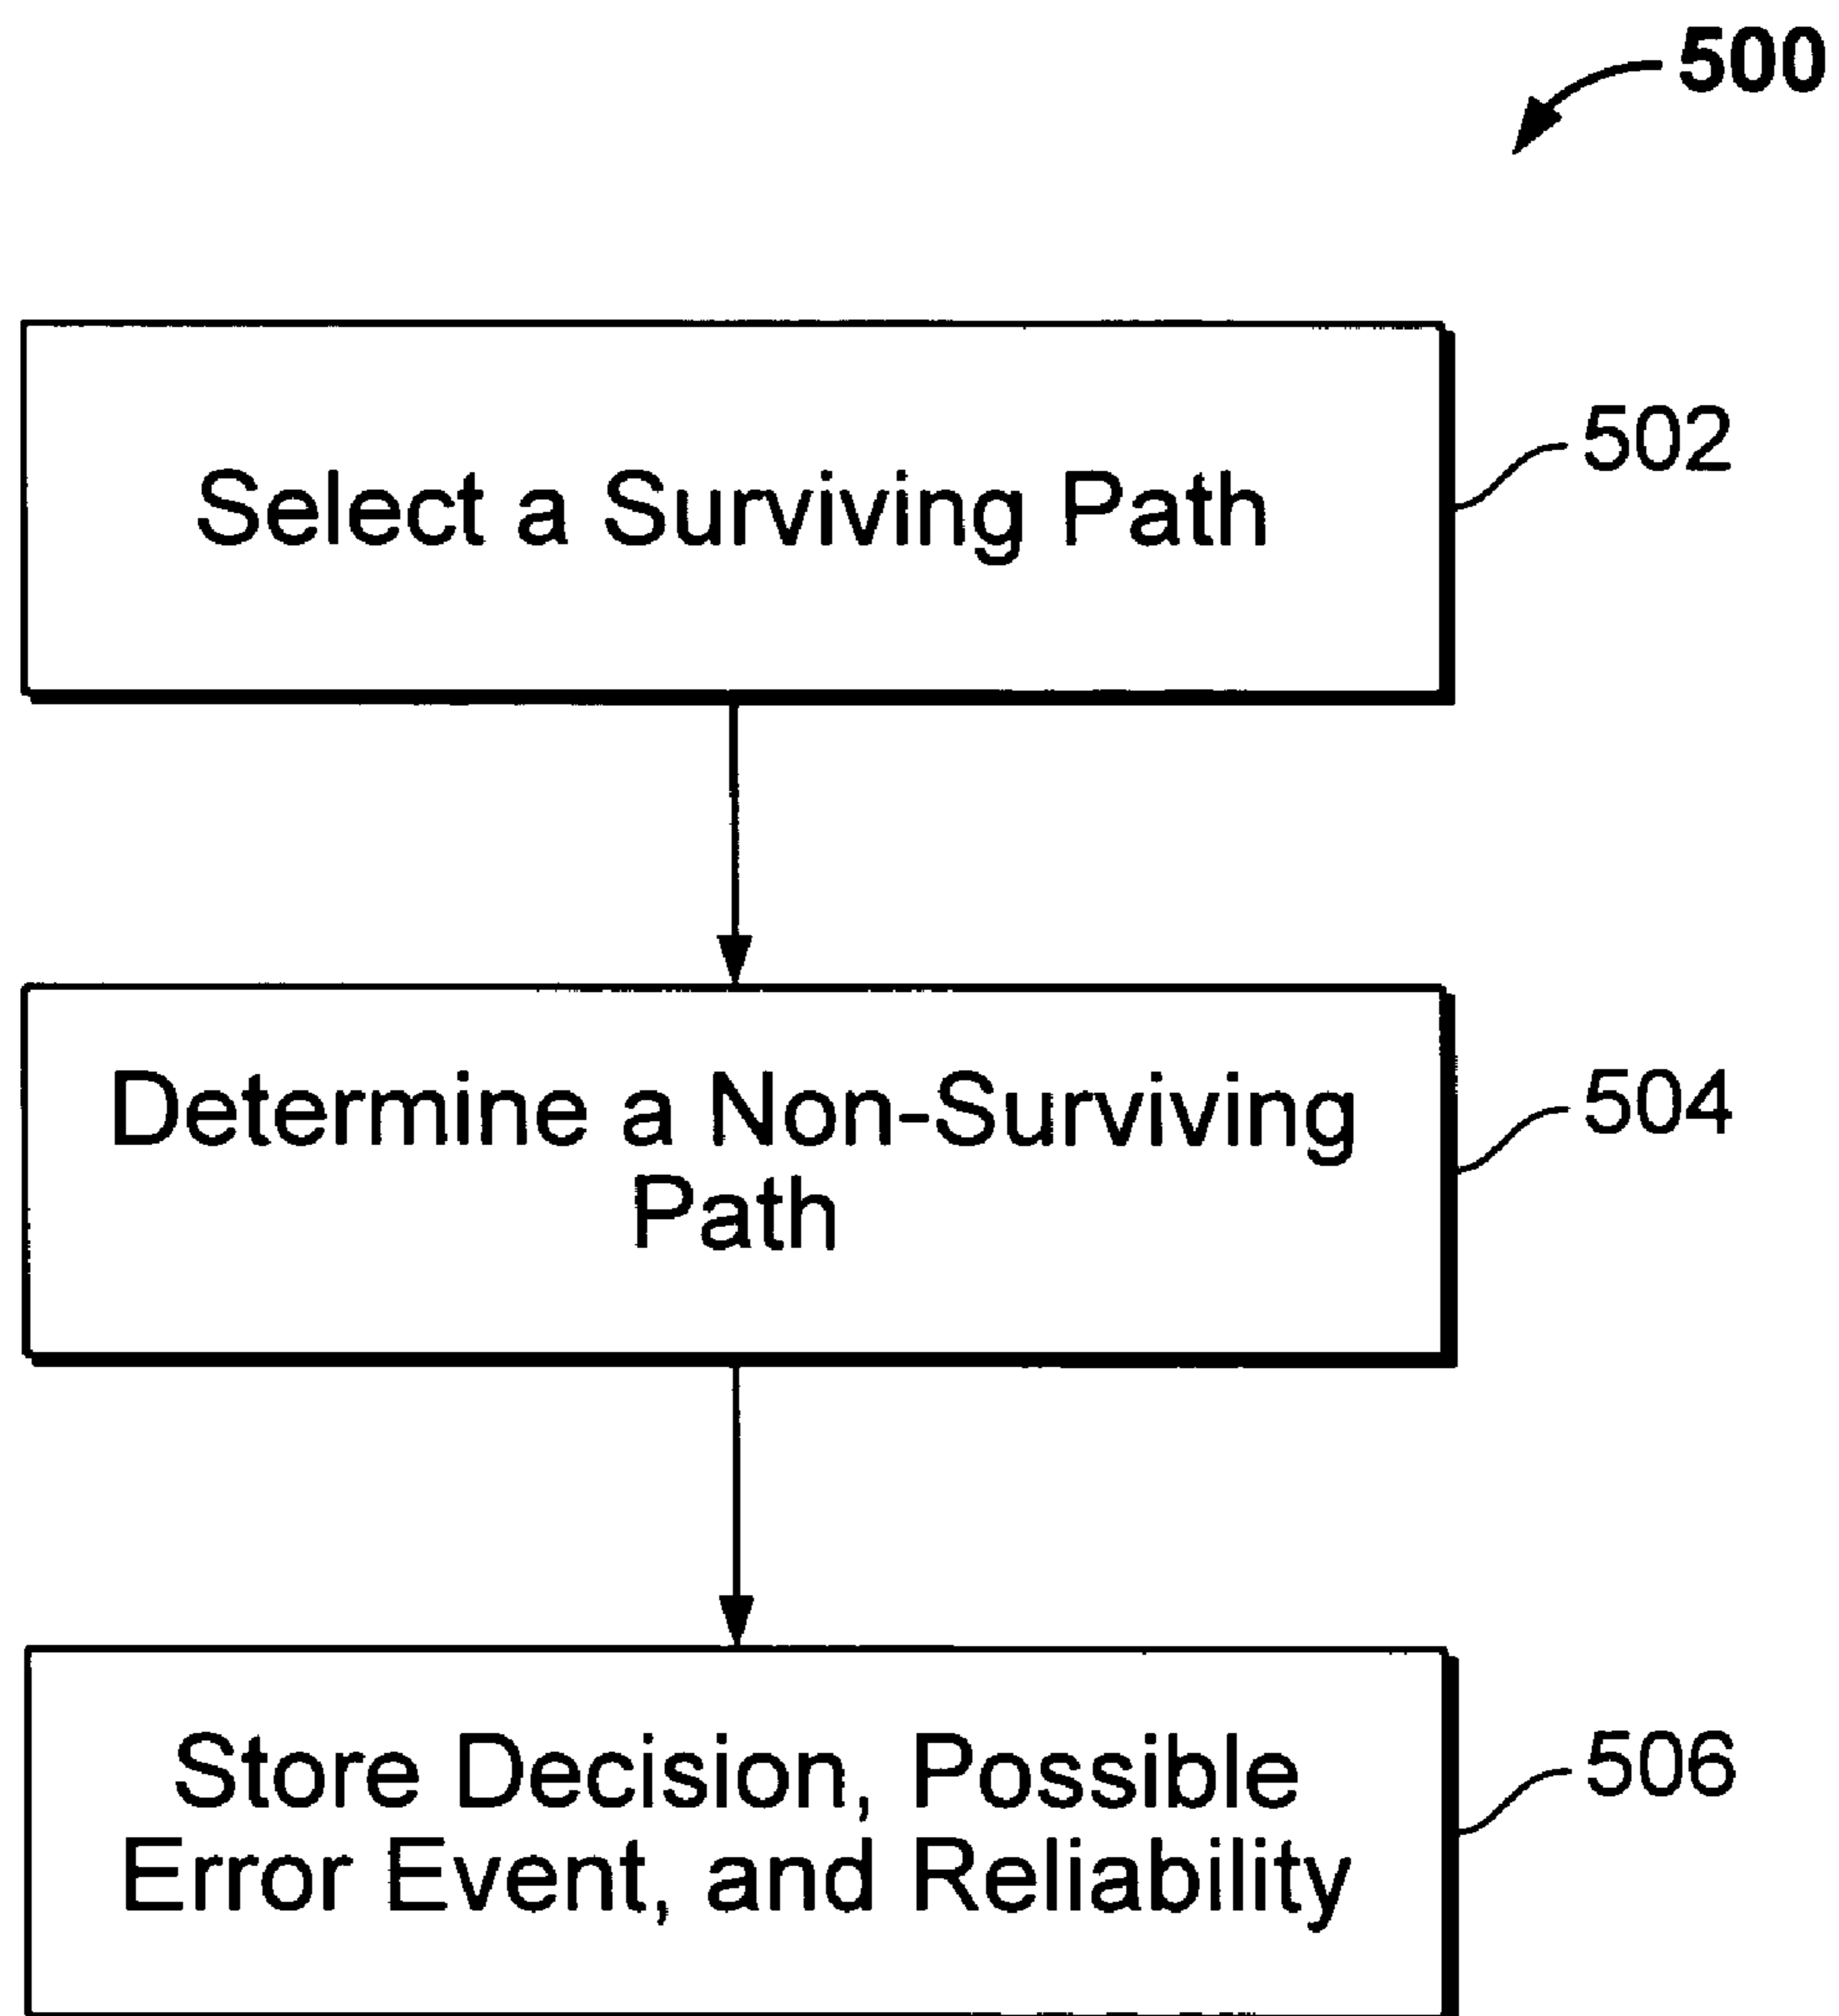 500
Select a Surviving Path
502
Determine a Non-Surviving
Path
504
Store Decision, Possible
Error Event, and Reliability
506